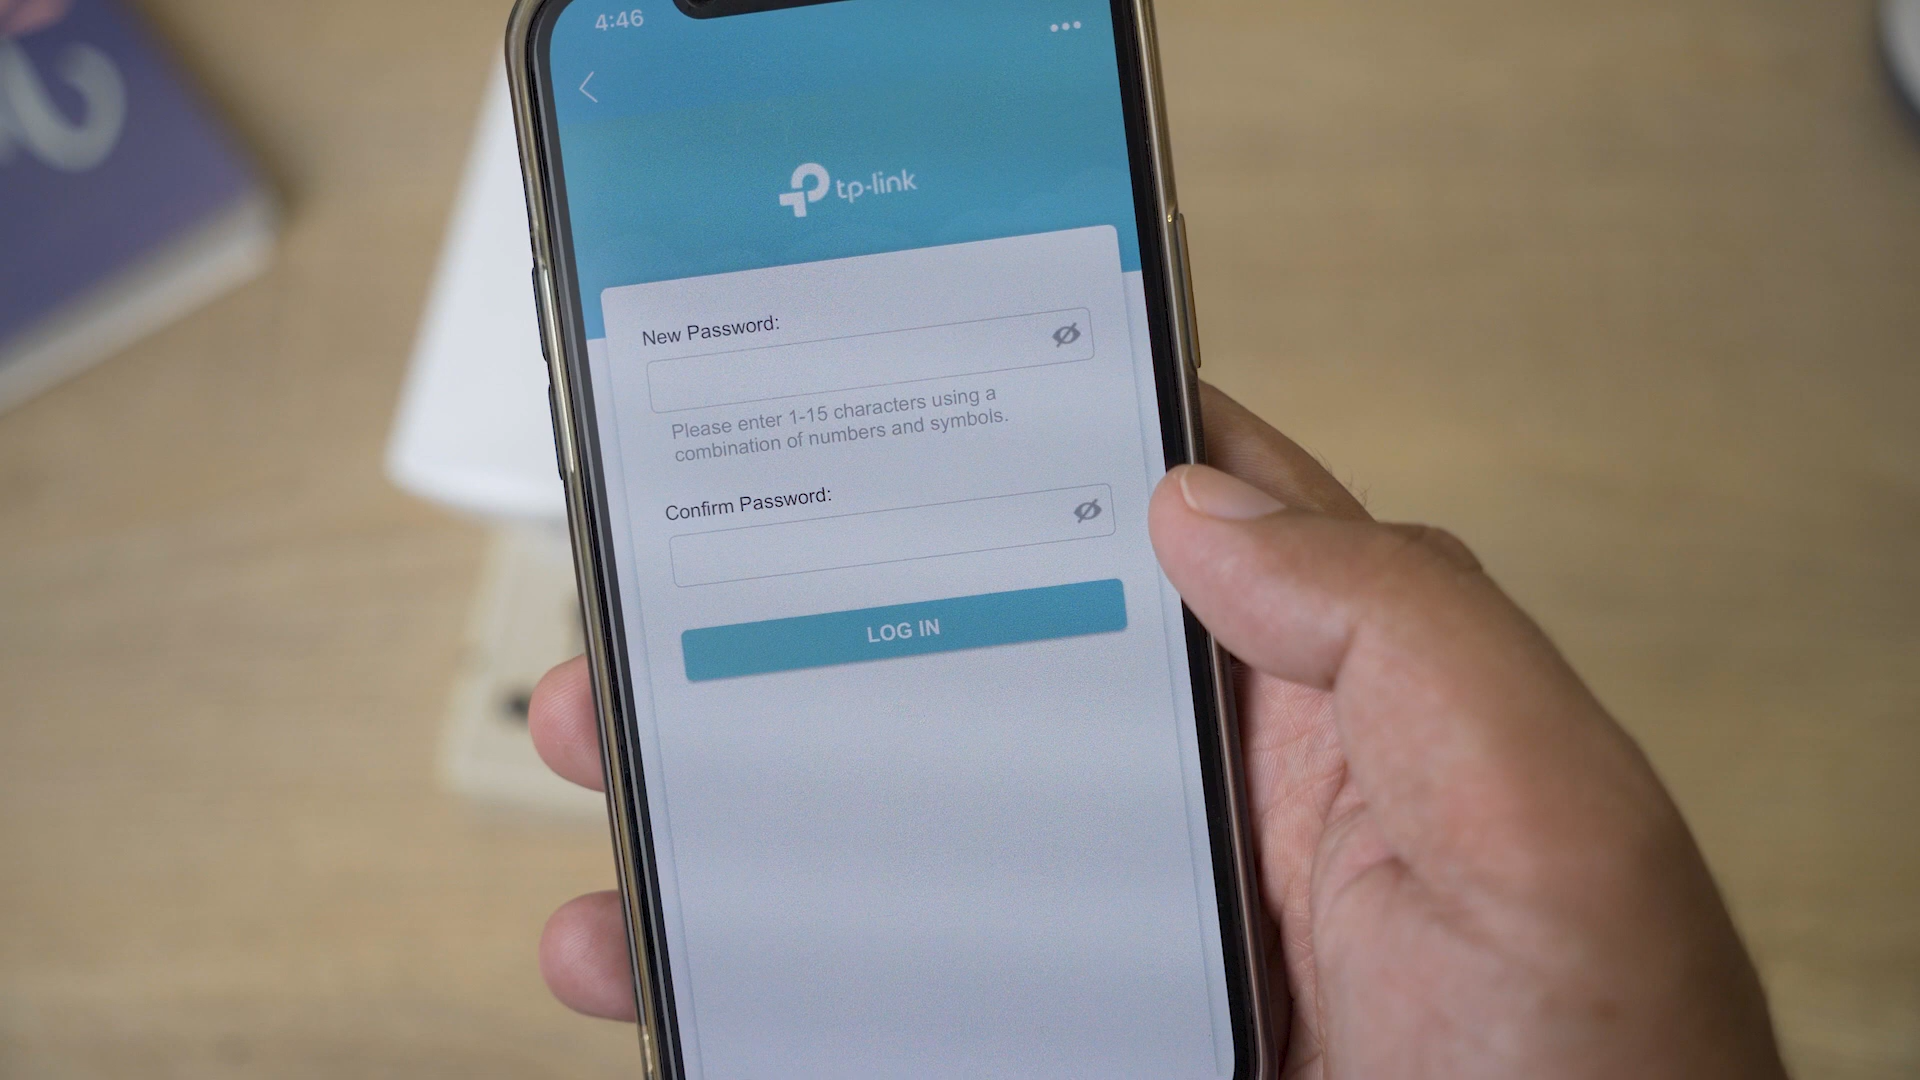 4:46
tp-link
New Password:
Please enter 1-15 characters using a
combination of numbers and symbols.
Confirm Password:
LOG IN